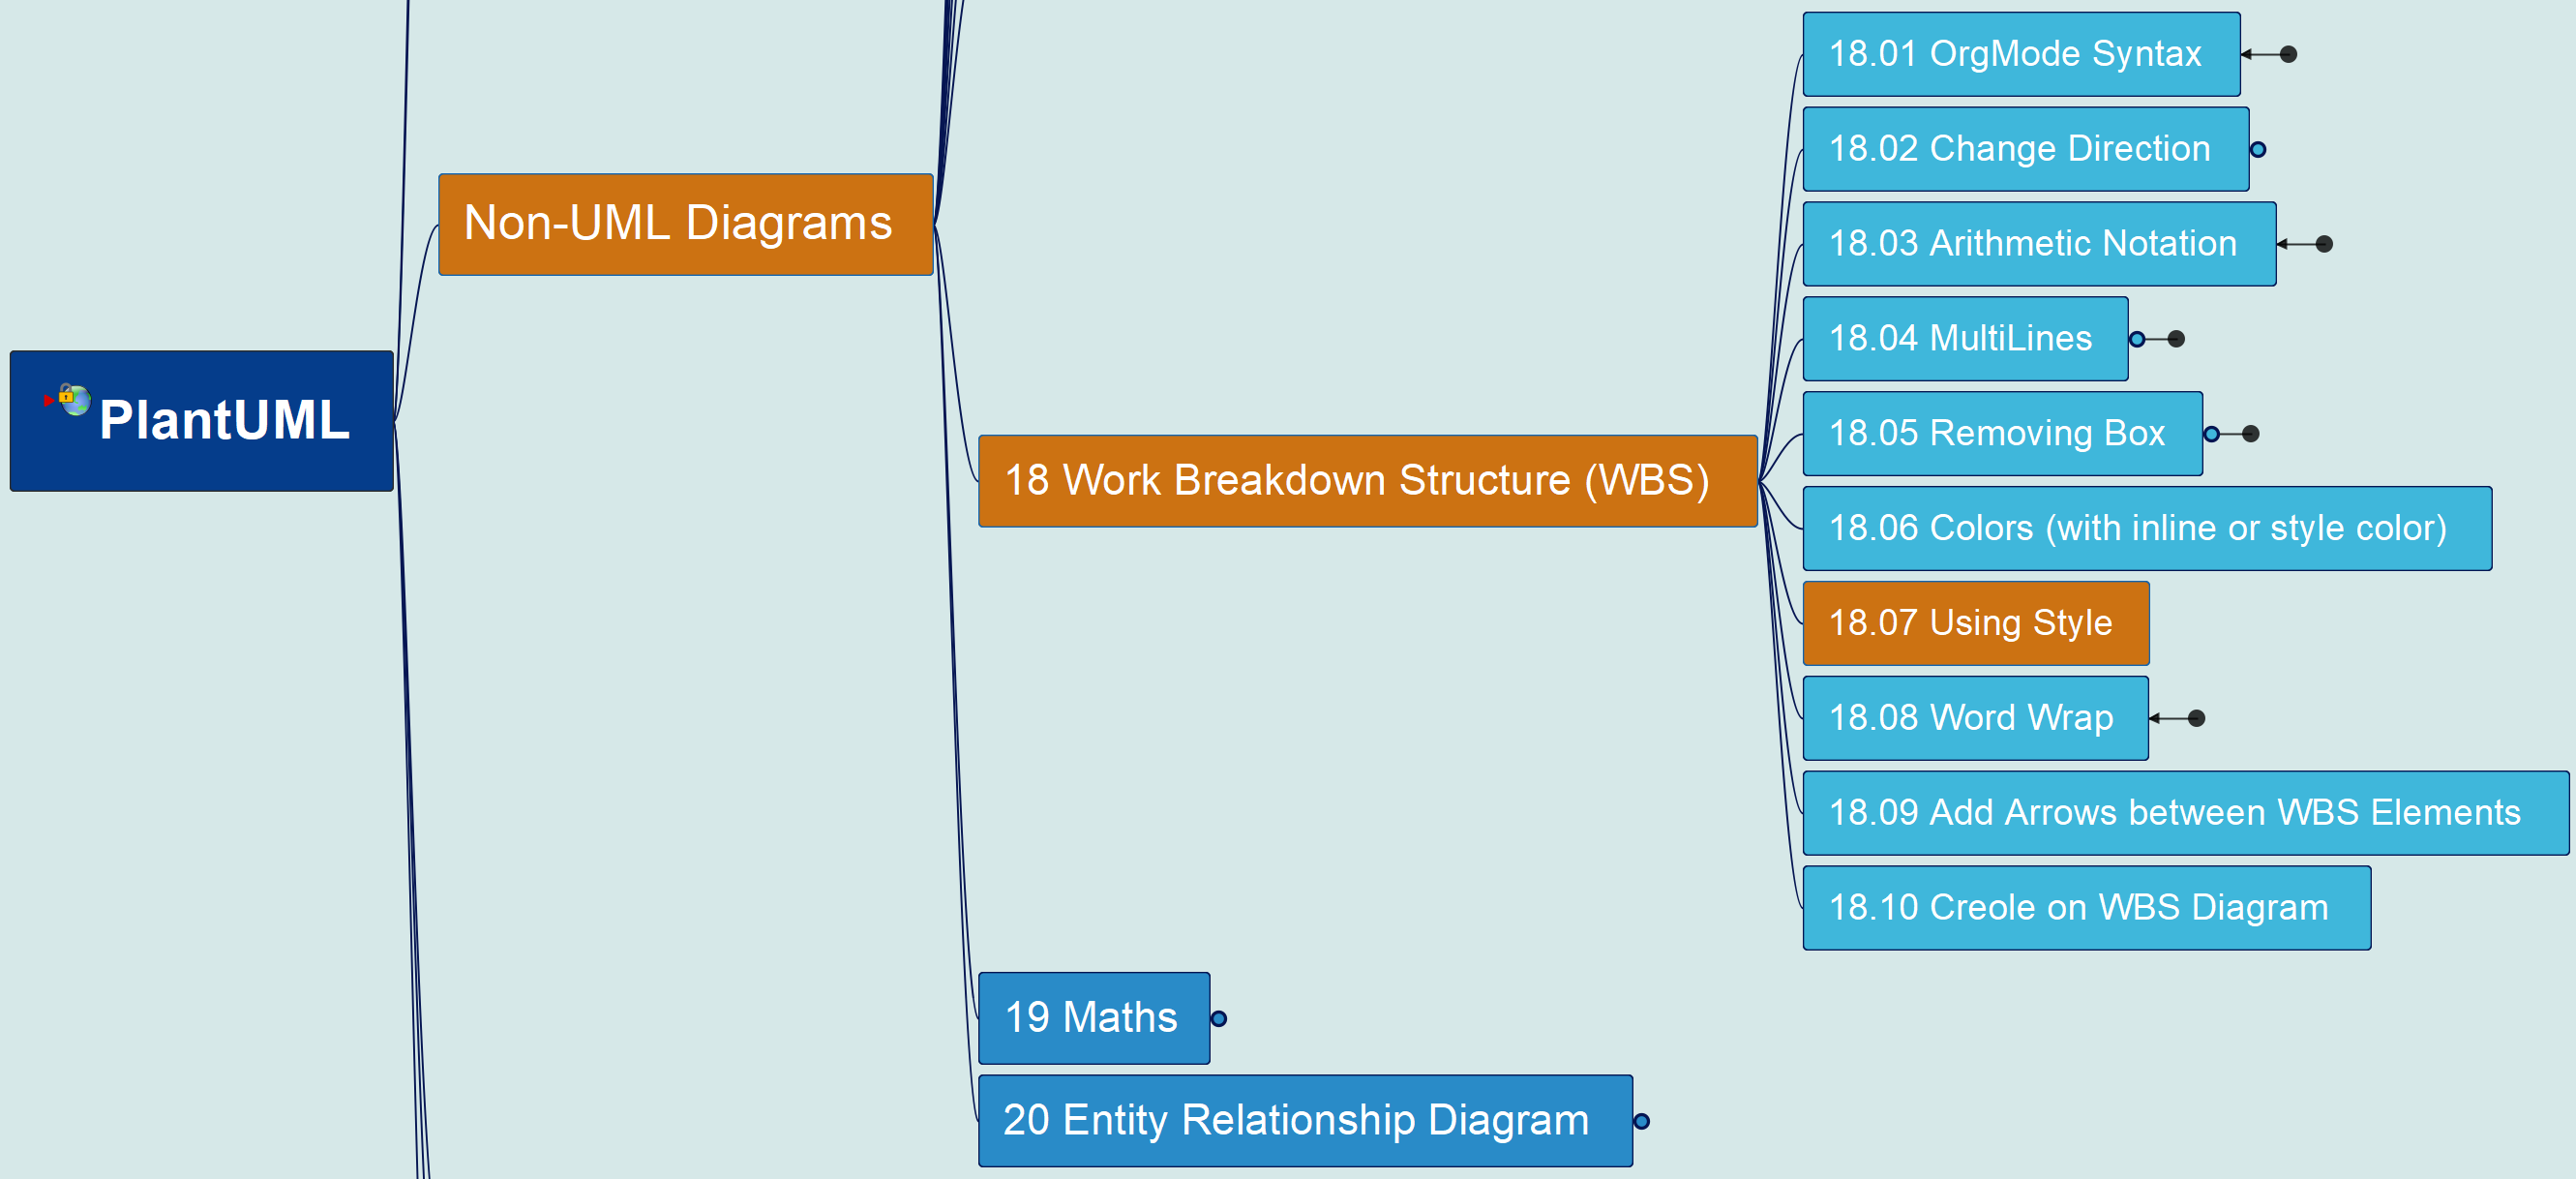 PlantUML
Non-UML Diagrams
18 Work Breakdown Structure (WBS)
18.01 OrgMode Syntax
18.02 Change Direction
18.03 Arithmetic Notation
18.04 MultiLines
18.05 Removing Box
18.06 Colors (with inline or style color)
18.07 Using Style
18.08 Word Wrap
18.09 Add Arrows between WBS Elements
18.10 Creole on WBS Diagram
19 Maths
20 Entity Relationship Diagram